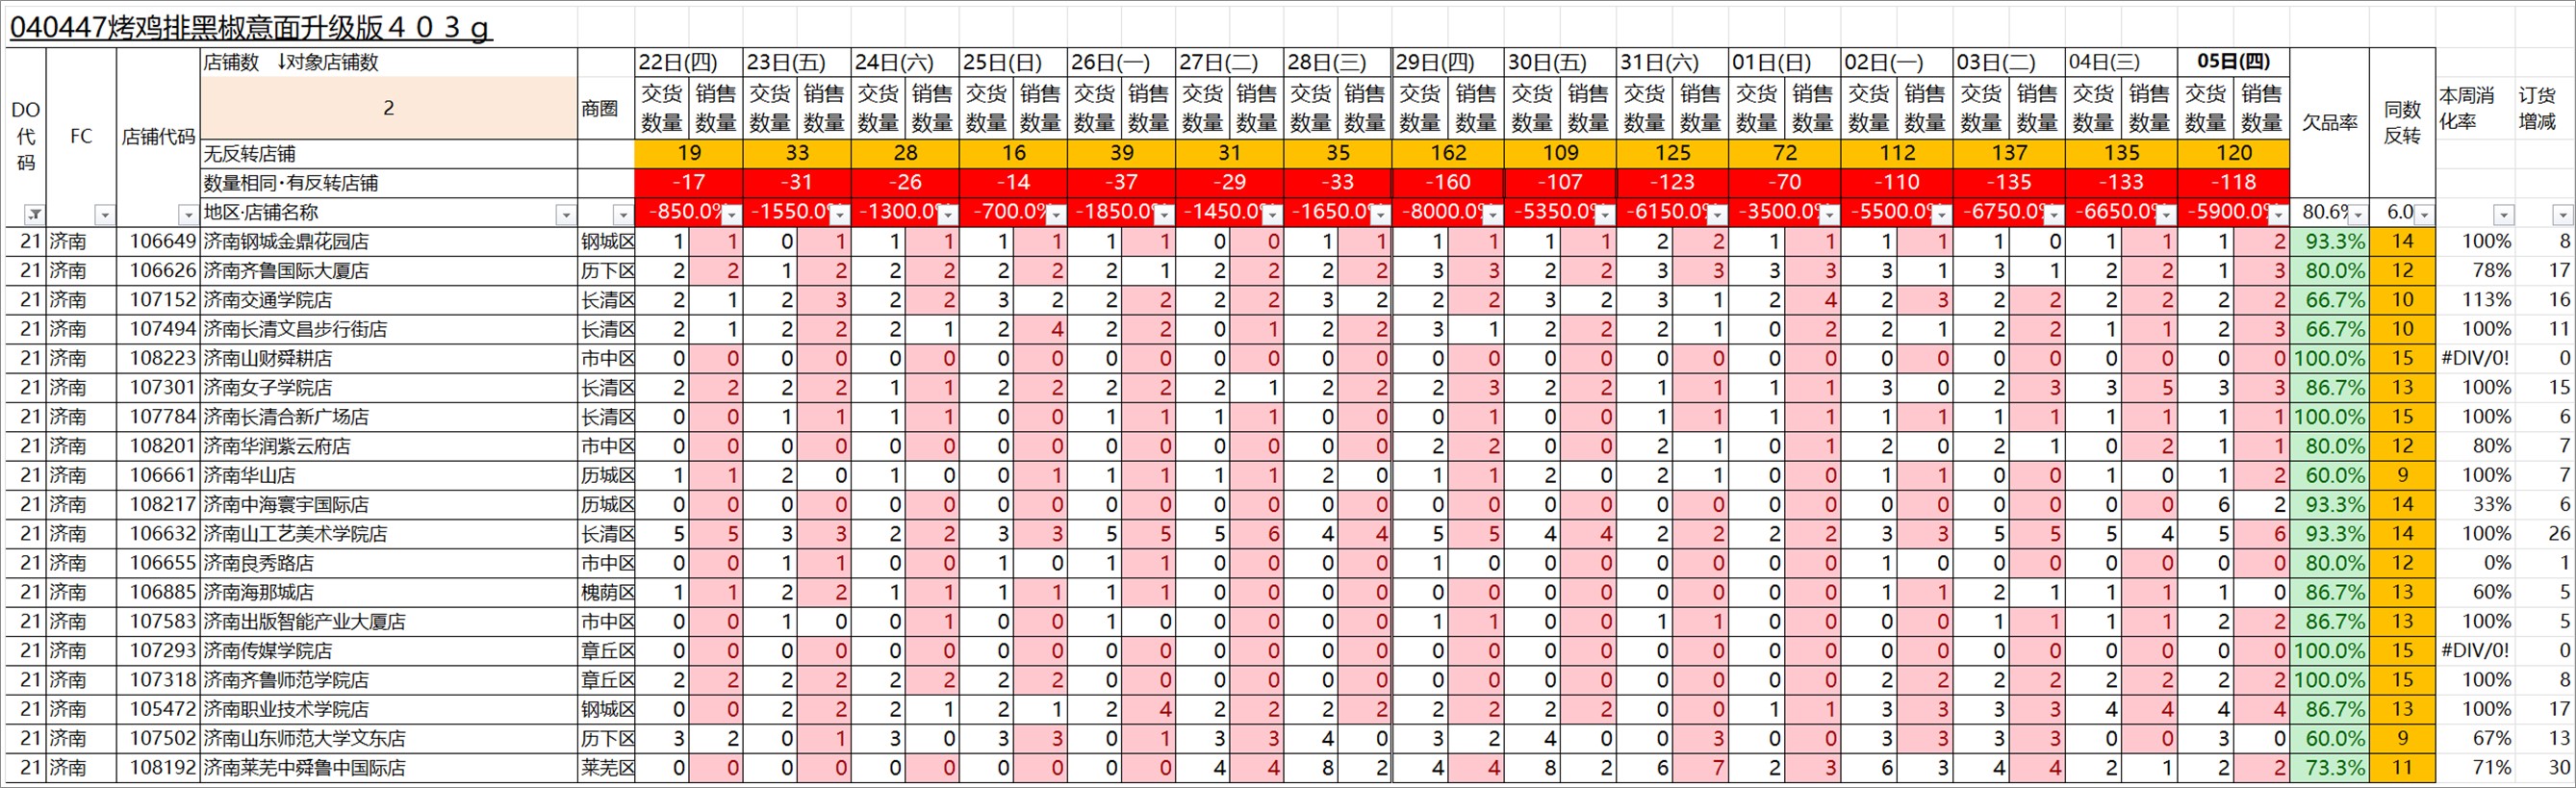 040447烤鸡排黑椒意面升级版４０３g
DO代码 FC 店铺代码 店铺数 ↓对象店铺数 商圈 22日(四) 23日(五) 24日(六) 25日(日) 26日(一) 27日(二) 28日(三) 29日(四) 30日(五) 31日(六) 01日(日) 02日(一) 03日(二) 04日(三) 05日(四) 欠品率 同数反转 本周消化率 订货增减
2 交货数量 销售数量 交货数量 销售数量 交货数量 销售数量 交货数量 销售数量 交货数量 销售数量 交货数量 销售数量 交货数量 销售数量 交货数量 销售数量 交货数量 销售数量 交货数量 销售数量 交货数量 销售数量 交货数量 销售数量 交货数量 销售数量 交货数量 销售数量 交货数量 销售数量
无反转店铺 19 33 28 16 39 31 35 162 109 125 72 112 137 135 120
数量相同·有反转店铺 -17 -31 -26 -14 -37 -29 -33 -160 -107 -123 -70 -110 -135 -133 -118
地区·店铺名称 -850.0% -1550.0% -1300.0% -700.0% -1850.0% -1450.0% -1650.0% -8000.0% -5350.0% -6150.0% -3500.0% -5500.0% -6750.0% -6650.0% -5900.0% 80.6% 6.0
21 济南 106649 济南钢城金鼎花园店 钢城区 1 1 0 1 1 1 1 1 1 1 0 0 1 1 1 1 1 1 2 2 1 1 1 1 1 0 1 1 1 2 93.3% 14 100% 8
21 济南 106626 济南齐鲁国际大厦店 历下区 2 2 1 2 2 2 2 2 2 1 2 2 2 2 3 3 2 2 3 3 3 3 3 1 3 1 2 2 1 3 80.0% 12 78% 17
21 济南 107152 济南交通学院店 长清区 2 1 2 3 2 2 3 2 2 2 2 2 3 2 2 2 3 2 3 1 2 4 2 3 2 2 2 2 2 2 66.7% 10 113% 16
21 济南 107494 济南长清文昌步行街店 长清区 2 1 2 2 2 1 2 4 2 2 0 1 2 2 3 1 2 2 2 1 0 2 2 1 2 2 1 1 2 3 66.7% 10 100% 11
21 济南 108223 济南山财舜耕店 市中区 0 0 0 0 0 0 0 0 0 0 0 0 0 0 0 0 0 0 0 0 0 0 0 0 0 0 0 0 0 0 100.0% 15 #DIV/0! 0
21 济南 107301 济南女子学院店 长清区 2 2 2 2 1 1 2 2 2 2 2 1 2 2 2 3 2 2 1 1 1 1 3 0 2 3 3 5 3 3 86.7% 13 100% 15
21 济南 107784 济南长清合新广场店 长清区 0 0 1 1 1 1 0 0 1 1 1 1 0 0 0 1 0 0 1 1 1 1 1 1 1 1 1 1 1 1 100.0% 15 100% 6
21 济南 108201 济南华润紫云府店 市中区 0 0 0 0 0 0 0 0 0 0 0 0 0 0 2 2 0 0 2 1 0 1 2 0 2 1 0 2 1 1 80.0% 12 80% 7
21 济南 106661 济南华山店 历城区 1 1 2 0 1 0 0 1 1 1 1 1 2 0 1 1 2 0 2 1 0 0 1 1 0 0 1 0 1 2 60.0% 9 100% 7
21 济南 108217 济南中海寰宇国际店 历城区 0 0 0 0 0 0 0 0 0 0 0 0 0 0 0 0 0 0 0 0 0 0 0 0 0 0 0 0 6 2 93.3% 14 33% 6
21 济南 106632 济南山工艺美术学院店 长清区 5 5 3 3 2 2 3 3 5 5 5 6 4 4 5 5 4 4 2 2 2 2 3 3 5 5 5 4 5 6 93.3% 14 100% 26
21 济南 106655 济南良秀路店 市中区 0 0 1 1 0 0 1 0 1 1 0 0 0 0 1 0 0 0 0 0 0 0 1 0 0 0 0 0 0 0 80.0% 12 0% 1
21 济南 106885 济南海那城店 槐荫区 1 1 2 2 1 1 1 1 1 1 0 0 0 0 0 0 0 0 0 0 0 0 1 1 2 1 1 1 1 0 86.7% 13 60% 5
21 济南 107583 济南出版智能产业大厦店 市中区 0 0 1 0 0 1 0 0 1 0 0 0 0 0 1 1 0 0 1 1 0 0 0 0 1 1 1 1 2 2 86.7% 13 100% 5
21 济南 107293 济南传媒学院店 章丘区 0 0 0 0 0 0 0 0 0 0 0 0 0 0 0 0 0 0 0 0 0 0 0 0 0 0 0 0 0 0 100.0% 15 #DIV/0! 0
21 济南 107318 济南齐鲁师范学院店 章丘区 2 2 2 2 2 2 2 2 0 0 0 0 0 0 0 0 0 0 0 0 0 0 2 2 2 2 2 2 2 2 100.0% 15 100% 8
21 济南 105472 济南职业技术学院店 钢城区 0 0 2 2 2 1 2 1 2 4 2 2 2 2 2 2 2 2 0 0 1 1 3 3 3 3 4 4 4 4 86.7% 13 100% 17
21 济南 107502 济南山东师范大学文东店 历下区 3 2 0 1 3 0 3 3 0 1 3 3 4 0 3 2 4 0 0 3 0 0 3 3 3 3 0 0 3 0 60.0% 9 67% 13
21 济南 108192 济南莱芜中舜鲁中国际店 莱芜区 0 0 0 0 0 0 0 0 0 0 4 4 8 2 4 4 8 2 6 7 2 3 6 3 4 4 2 1 2 2 73.3% 11 71% 30